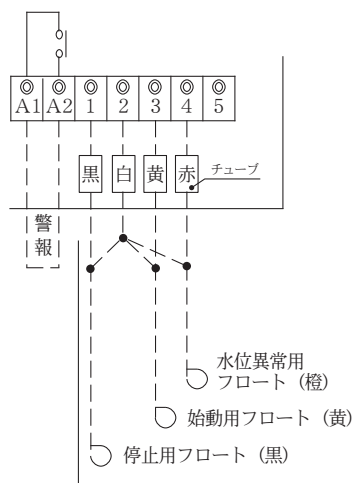 A1 A2 1 2 3 4 5
黒 白 黄 赤 チューブ
警報
水位異常用
フロート（橙）
始動用フロート（黄）
停止用フロート（黒）